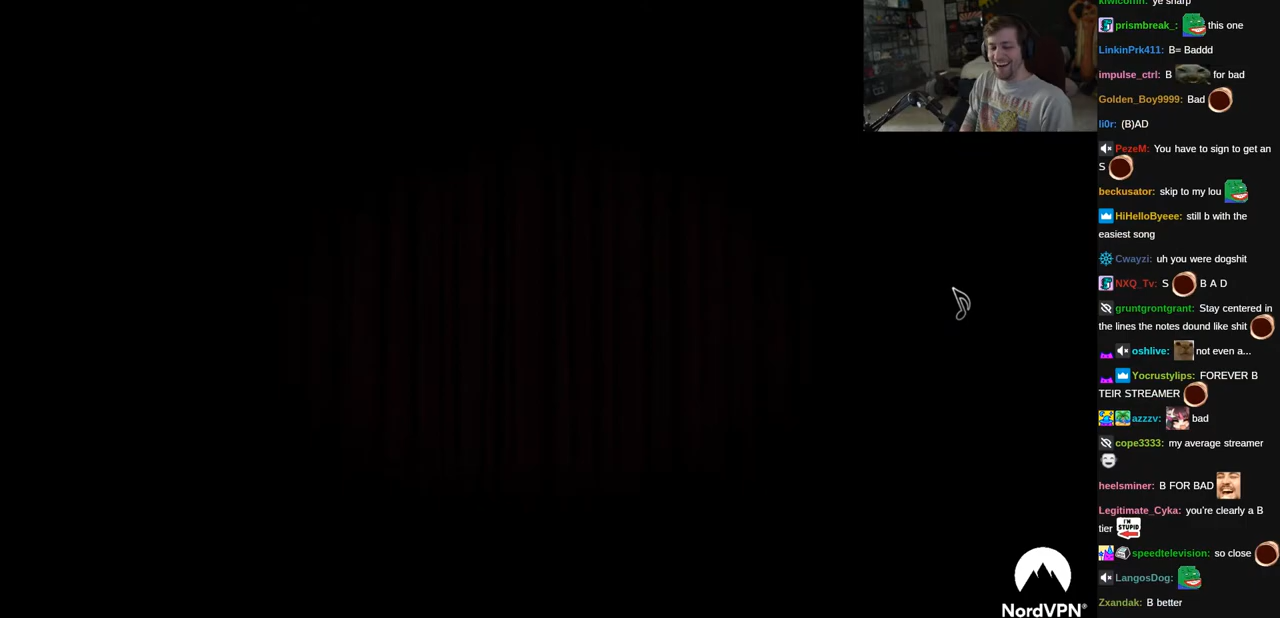 kiwicorin: ye sharp
prismbreak_: this one
LinkinPrk411: B= Baddd
impulse_ctrl: B for bad
Golden_Boy9999: Bad
li0r: (B)AD
PezeM: You have to sign to get an
S
beckusator: skip to my lou
HiHelloByeee: still b with the
easiest song
Cwayzi: uh you were dogshit
NXQ_Tv: S B A D
gruntgrontgrant: Stay centered in
the lines the notes dound like shit
oshlive: not even a...
Yocrustylips: FOREVER B
TEIR STREAMER
azzzv: bad
cope3333: my average streamer
heelsminer: B FOR BAD
Legitimate_Cyka: you're clearly a B
tier I'M STUPID
speedtelevision: so close
LangosDog:
Zxandak: B better
NordVPN®